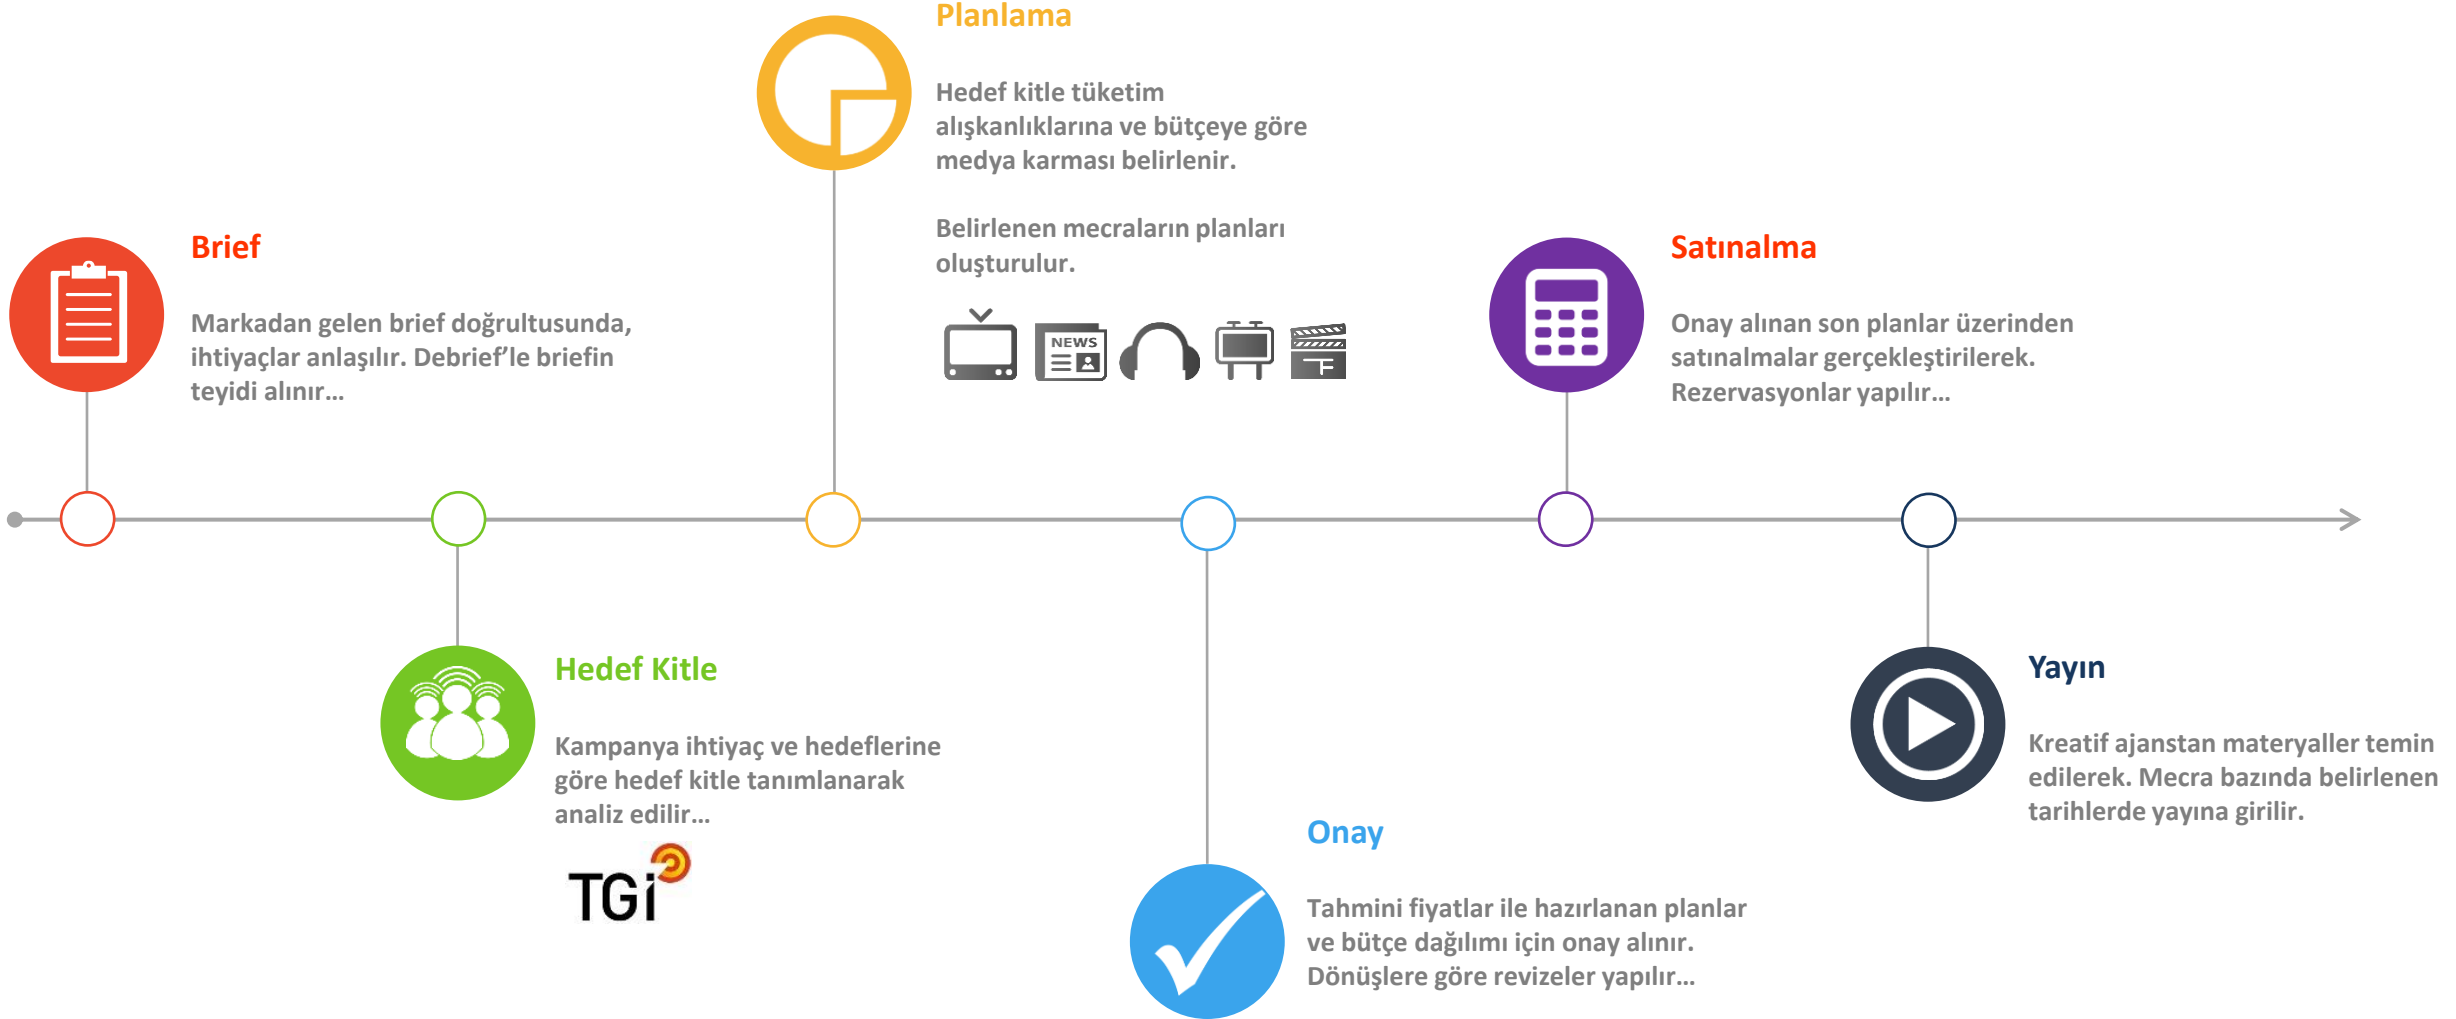 Brief
Markadan gelen brief doğrultusunda,
ihtiyaçlar anlaşılır. Debrief’le briefin
teyidi alınır…
Hedef Kitle
Kampanya ihtiyaç ve hedeflerine
göre hedef kitle tanımlanarak
analiz edilir…
TGi
Planlama
Hedef kitle tüketim
alışkanlıklarına ve bütçeye göre
medya karması belirlenir.
Belirlenen mecraların planları
oluşturulur.
NEWS
Onay
Tahmini fiyatlar ile hazırlanan planlar
ve bütçe dağılımı için onay alınır.
Dönüşlere göre revizeler yapılır…
Satınalma
Onay alınan son planlar üzerinden
satınalmalar gerçekleştirilerek.
Rezervasyonlar yapılır…
Yayın
Kreatif ajanstan materyaller temin
edilerek. Mecra bazında belirlenen
tarihlerde yayına girilir.